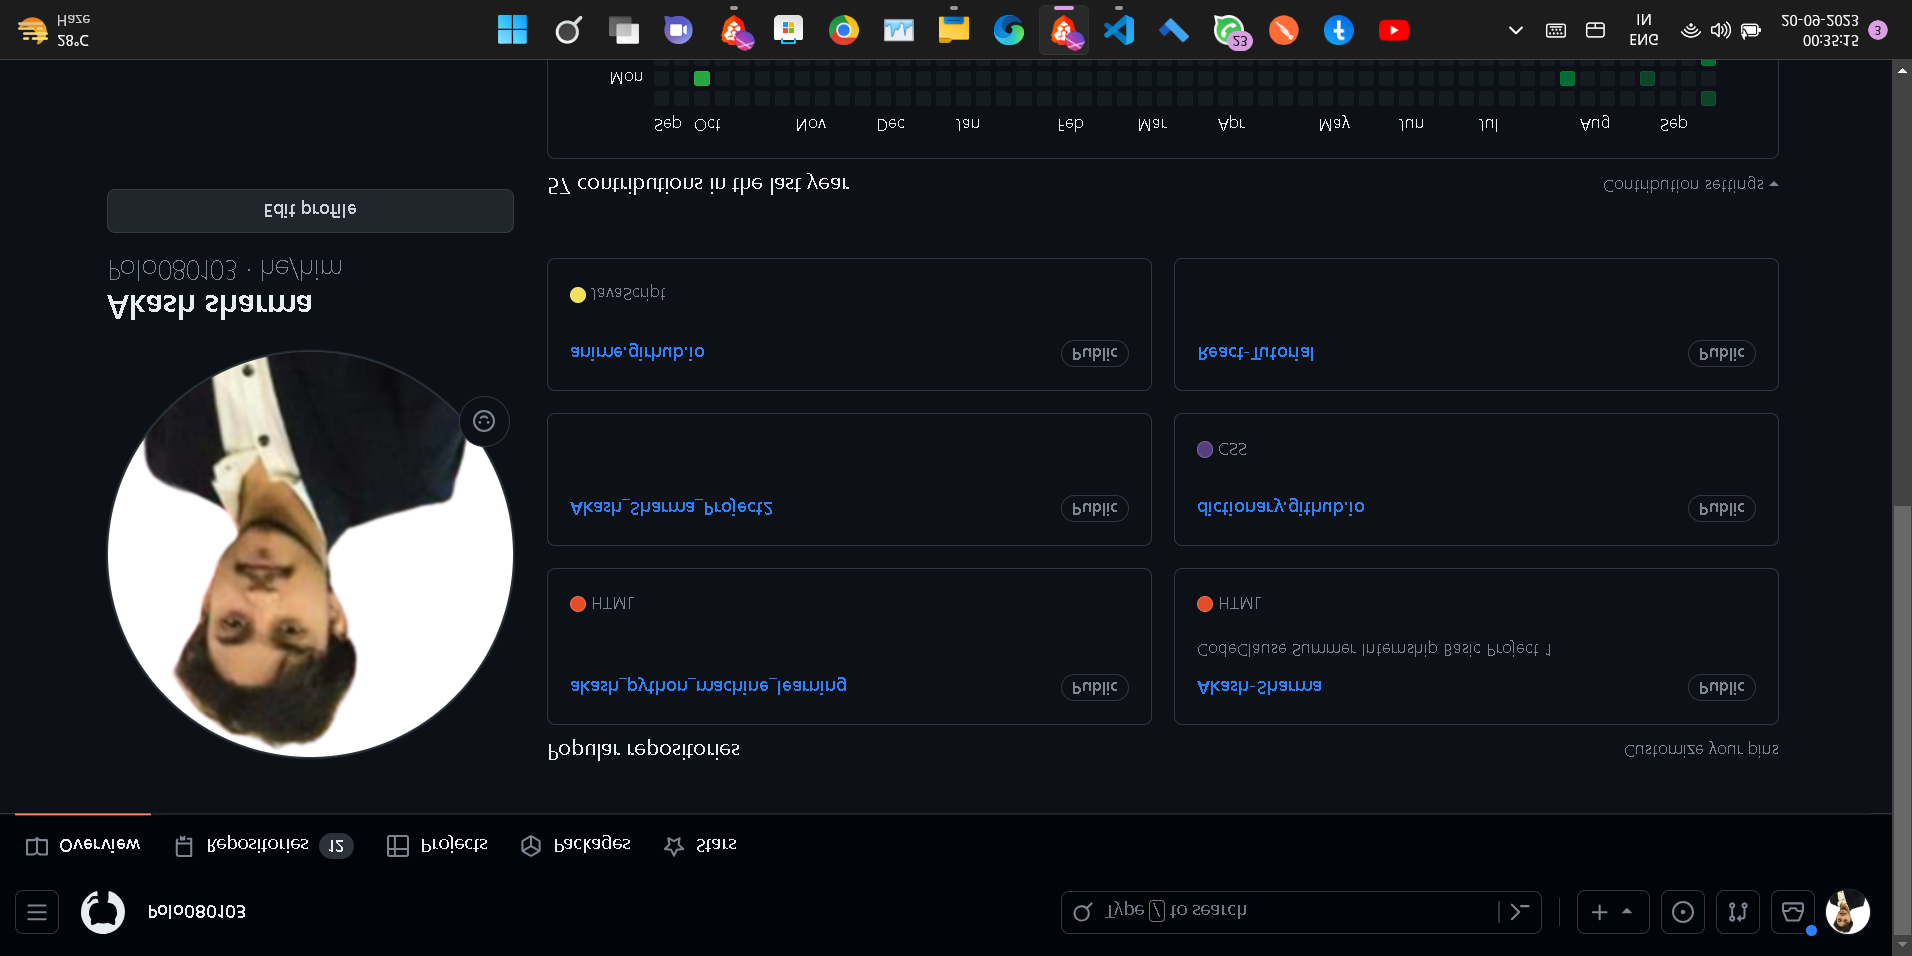 Polo080103
Type / to search
Overview
Repositories 12
Projects
Packages
Stars
Akash sharma
Polo080103 · he/him
Edit profile
Popular repositories
Customize your pins
akash_python_machine_learning Public
HTML
Akash-Sharma Public
CodeClause Summer Internship Basic Project 1
HTML
Akash_Sharma_Project2 Public
dictionary.github.io Public
CSS
anime.girhub.io Public
JavaScript
React-Tutorial Public
57 contributions in the last year
Contribution settings
Sep Oct Nov Dec Jan Feb Mar Apr May Jun Jul Aug Sep
Mon
28°C
Haze
23
ENG
IN
00:35:15
20-09-2023
3